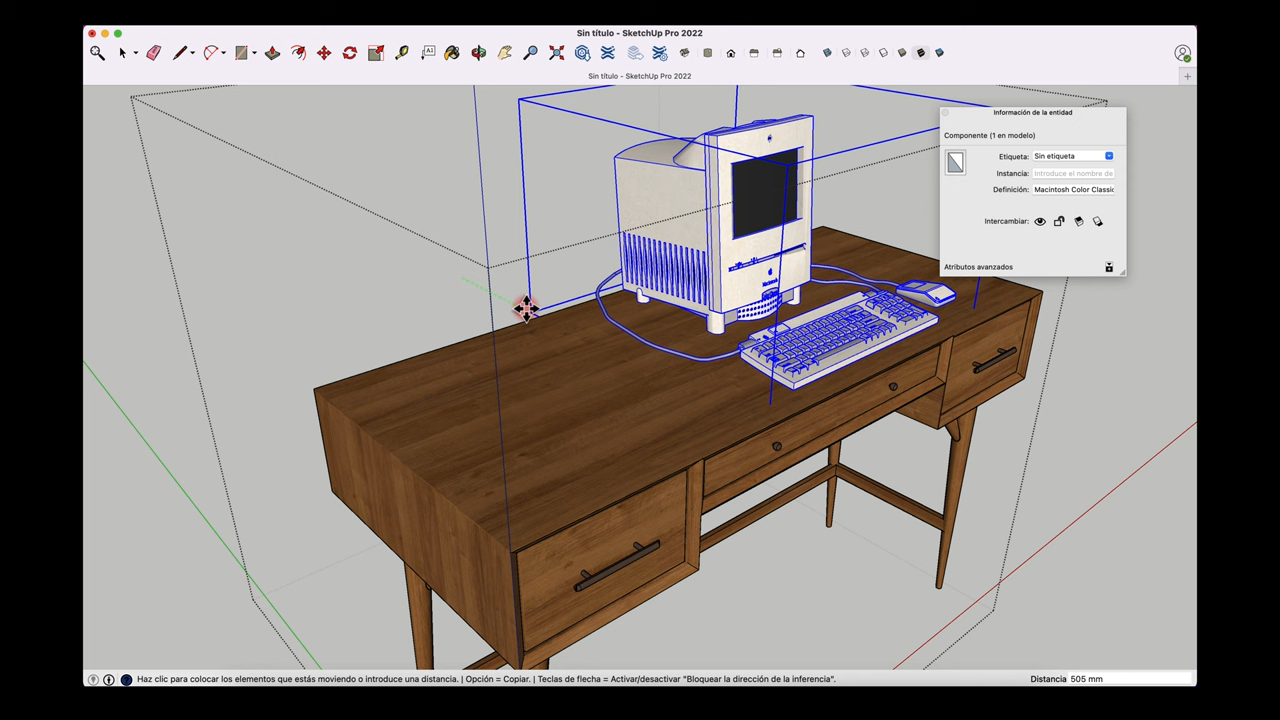 Sin título - SketchUp Pro 2022
A1
Sin título - SketchUp Pro 2022
Información de la entidad
Componente (1 en modelo)
Etiqueta: Sin etiqueta
Instancia: Introduce el nombre de
Definición: Macintosh Color Classic
Intercambiar:
Atributos avanzados
Macintosh
Haz clic para colocar los elementos que estás moviendo o introduce una distancia. | Opción = Copiar. | Teclas de flecha = Activar/desactivar "Bloquear la dirección de la inferencia".
Distancia 505 mm